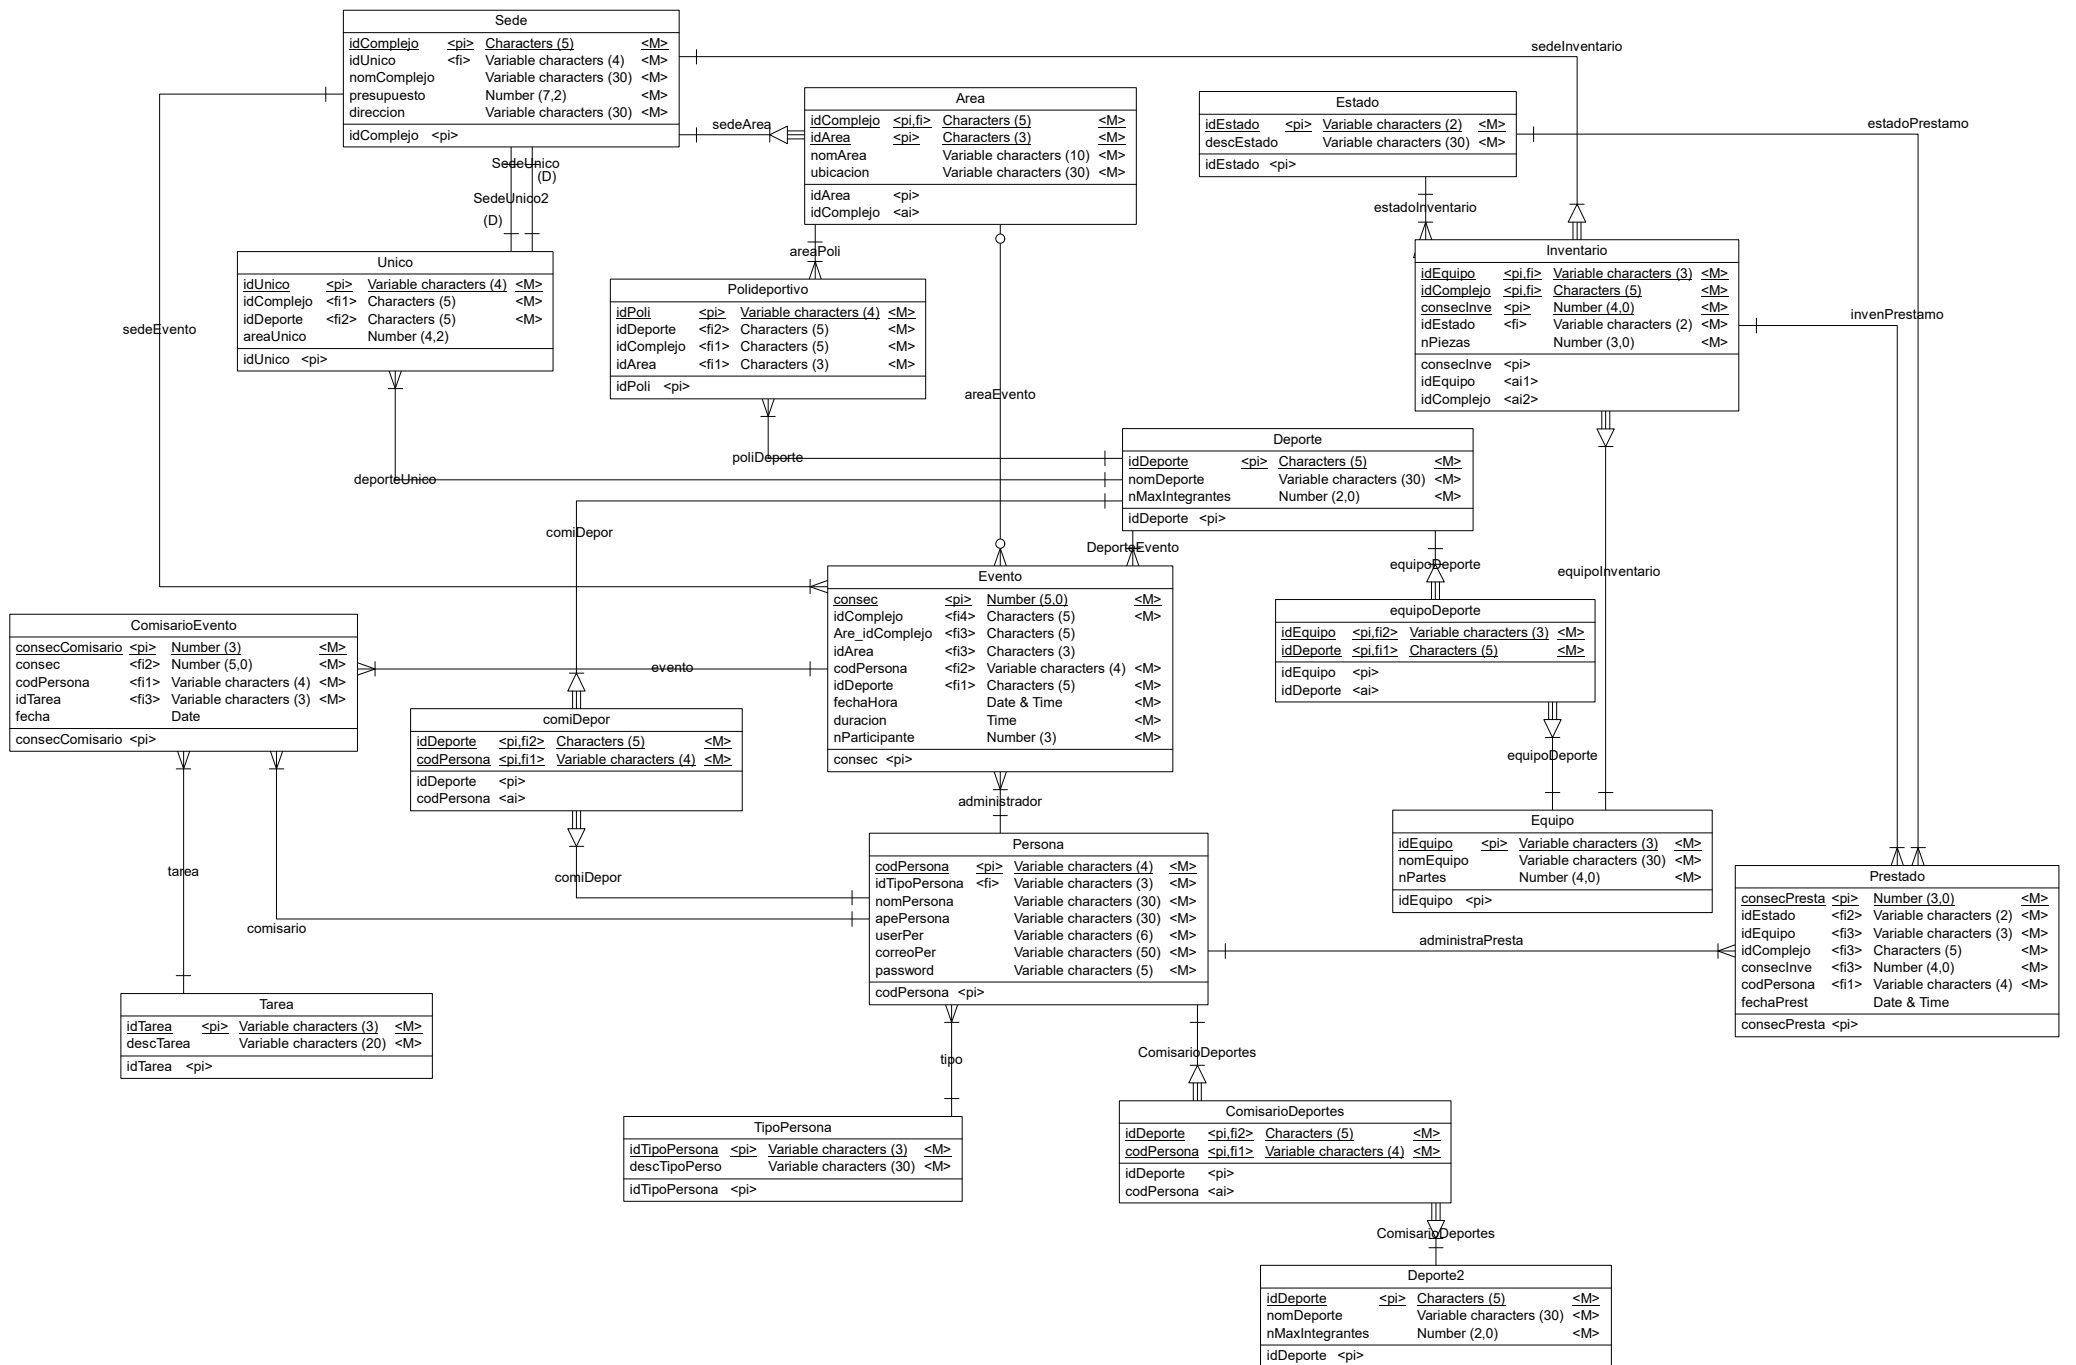 Sede
idComplejo <pi> Characters (5) <M>
idUnico <fi> Variable characters (4) <M>
nomComplejo Variable characters (30) <M>
presupuesto Number (7,2) <M>
direccion Variable characters (30) <M>
idComplejo <pi>
sedeInventario
sedeArea
Area
idComplejo <pi,fi> Characters (5) <M>
idArea <pi> Characters (3) <M>
nomArea Variable characters (10) <M>
ubicacion Variable characters (30) <M>
idArea <pi>
idComplejo <ai>
Estado
idEstado <pi> Variable characters (2) <M>
descEstado Variable characters (30) <M>
idEstado <pi>
estadoPrestamo
SedeUnico
(D)
SedeUnico2
(D)
estadoInventario
areaPoli
Unico
idUnico <pi> Variable characters (4) <M>
idComplejo <fi1> Characters (5) <M>
idDeporte <fi2> Characters (5) <M>
areaUnico Number (4,2)
idUnico <pi>
Polideportivo
idPoli <pi> Variable characters (4) <M>
idDeporte <fi2> Characters (5) <M>
idComplejo <fi1> Characters (5) <M>
idArea <fi1> Characters (3) <M>
idPoli <pi>
Inventario
idEquipo <pi,fi> Variable characters (3) <M>
idComplejo <pi,fi> Characters (5) <M>
consecInve <pi> Number (4,0) <M>
idEstado <fi> Variable characters (2) <M>
nPiezas Number (3,0) <M>
consecInve <pi>
idEquipo <ai1>
idComplejo <ai2>
sedeEvento
invenPrestamo
areaEvento
poliDeporte
deporteUnico
Deporte
idDeporte <pi> Characters (5) <M>
nomDeporte Variable characters (30) <M>
nMaxIntegrantes Number (2,0) <M>
idDeporte <pi>
comiDepor
DeporteEvento
equipoDeporte
equipoInventario
Evento
consec <pi> Number (5,0) <M>
idComplejo <fi4> Characters (5) <M>
Are_idComplejo <fi3> Characters (5)
idArea <fi3> Characters (3)
codPersona <fi2> Variable characters (4) <M>
idDeporte <fi1> Characters (5) <M>
fechaHora Date & Time <M>
duracion Time <M>
nParticipante Number (3) <M>
consec <pi>
equipoDeporte
idEquipo <pi,fi2> Variable characters (3) <M>
idDeporte <pi,fi1> Characters (5) <M>
idEquipo <pi>
idDeporte <ai>
ComisarioEvento
consecComisario <pi> Number (3) <M>
consec <fi2> Number (5,0) <M>
codPersona <fi1> Variable characters (4) <M>
idTarea <fi3> Variable characters (3) <M>
fecha Date
consecComisario <pi>
evento
comiDepor
idDeporte <pi,fi2> Characters (5) <M>
codPersona <pi,fi1> Variable characters (4) <M>
idDeporte <pi>
codPersona <ai>
equipoDeporte
administrador
Equipo
idEquipo <pi> Variable characters (3) <M>
nomEquipo Variable characters (30) <M>
nPartes Number (4,0) <M>
idEquipo <pi>
Persona
codPersona <pi> Variable characters (4) <M>
idTipoPersona <fi> Variable characters (3) <M>
nomPersona Variable characters (30) <M>
apePersona Variable characters (30) <M>
userPer Variable characters (6) <M>
correoPer Variable characters (50) <M>
password Variable characters (5) <M>
codPersona <pi>
tarea
comiDepor
comisario
administraPresta
Prestado
consecPresta <pi> Number (3,0) <M>
idEstado <fi2> Variable characters (2) <M>
idEquipo <fi3> Variable characters (3) <M>
idComplejo <fi3> Characters (5) <M>
consecInve <fi3> Number (4,0) <M>
codPersona <fi1> Variable characters (4) <M>
fechaPrest Date & Time
consecPresta <pi>
Tarea
idTarea <pi> Variable characters (3) <M>
descTarea Variable characters (20) <M>
idTarea <pi>
tipo
ComisarioDeportes
TipoPersona
idTipoPersona <pi> Variable characters (3) <M>
descTipoPerso Variable characters (30) <M>
idTipoPersona <pi>
ComisarioDeportes
idDeporte <pi,fi2> Characters (5) <M>
codPersona <pi,fi1> Variable characters (4) <M>
idDeporte <pi>
codPersona <ai>
ComisarioDeportes
Deporte2
idDeporte <pi> Characters (5) <M>
nomDeporte Variable characters (30) <M>
nMaxIntegrantes Number (2,0) <M>
idDeporte <pi>